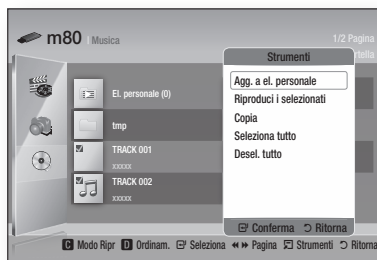 m80 Musica
1/2 Pagina
rtella
Strumenti
Agg. a el. personale
Riproduci i selezionati
Copia
Seleziona tutto
Desel. tutto
Conferma Ritorna
El. personale (0)
tmp
TRACK 001
xxxxx
TRACK 002
xxxxx
C Modo Ripr D Ordinam. Seleziona Pagina Strumenti Ritorna